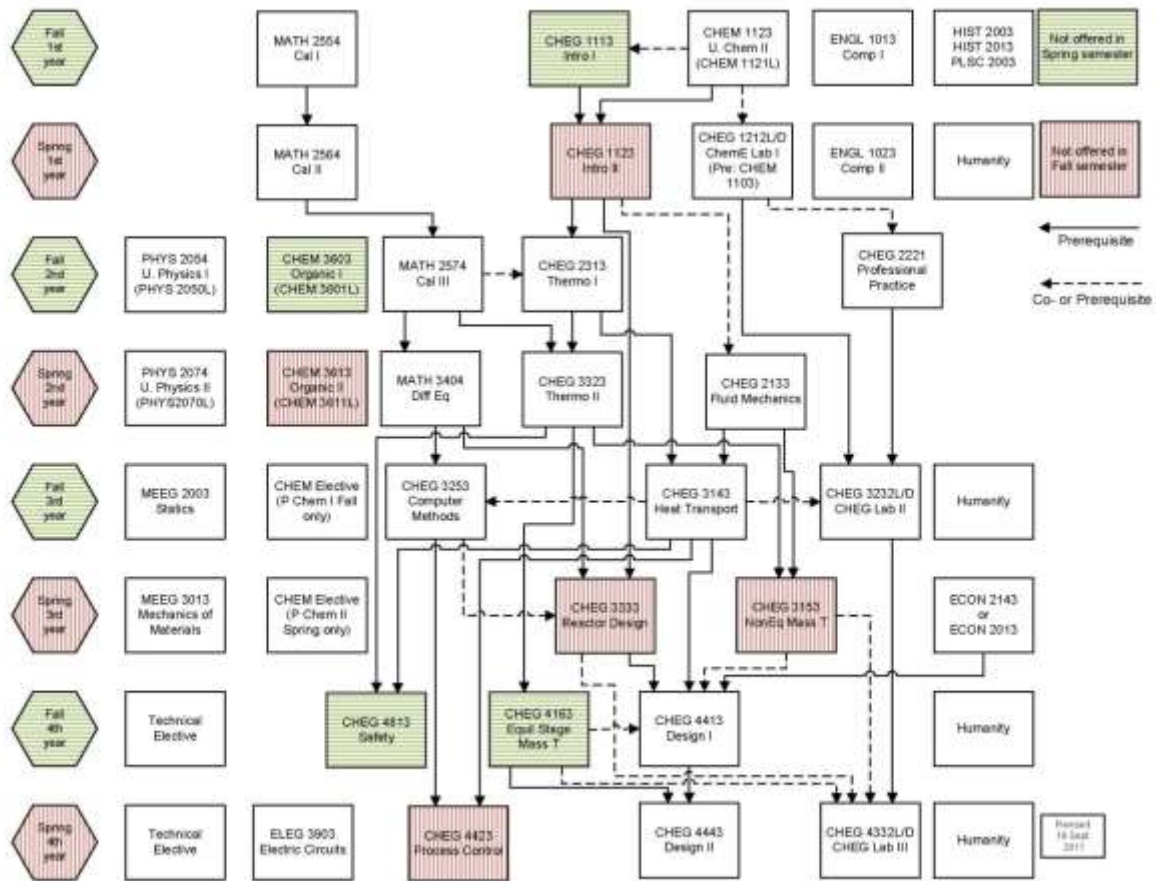 Fall
1st
year
MATH 2554
Cal I
CHEG 1113
Intro I
CHEM 1123
U. Chem II
(CHEM 1121L)
ENGL 1013
Comp I
HIST 2003
HIST 2013
PLSC 2003
Not offered in
Spring semester
Spring
1st
year
MATH 2564
Cal II
CHEG 1123
Intro II
CHEG 1212L/D
ChemE Lab I
(Pre: CHEM
1103)
ENGL 1023
Comp II
Humanity
Not offered in
Fall semester
Prerequisite
Co- or Prerequisite
Fall
2nd
year
PHYS 2054
U. Physics I
(PHYS 2050L)
CHEM 3603
Organic I
(CHEM 3601L)
MATH 2574
Cal III
CHEG 2313
Thermo I
CHEG 2221
Professional
Practice
Spring
2nd
year
PHYS 2074
U. Physics II
(PHYS2070L)
CHEM 3613
Organic II
(CHEM 3611L)
MATH 3404
Diff Eq
CHEG 3323
Thermo II
CHEG 2133
Fluid Mechanics
Fall
3rd
year
MEEG 2003
Statics
CHEM Elective
(P Chem I Fall
only)
CHEG 3253
Computer
Methods
CHEG 3143
Heat Transport
CHEG 3232L/D
CHEG Lab II
Humanity
Spring
3rd
year
MEEG 3013
Mechanics of
Materials
CHEM Elective
(P Chem II
Spring only)
CHEG 3333
Reactor Design
CHEG 3153
NonEq Mass T
ECON 2143
or
ECON 2013
Fall
4th
year
Technical
Elective
CHEG 4813
Safety
CHEG 4163
Equil Stage
Mass T
CHEG 4413
Design I
Humanity
Spring
4th
year
Technical
Elective
ELEG 3903
Electric Circuits
CHEG 4423
Process Control
CHEG 4443
Design II
CHEG 4332L/D
CHEG Lab III
Humanity
Revised
Sept